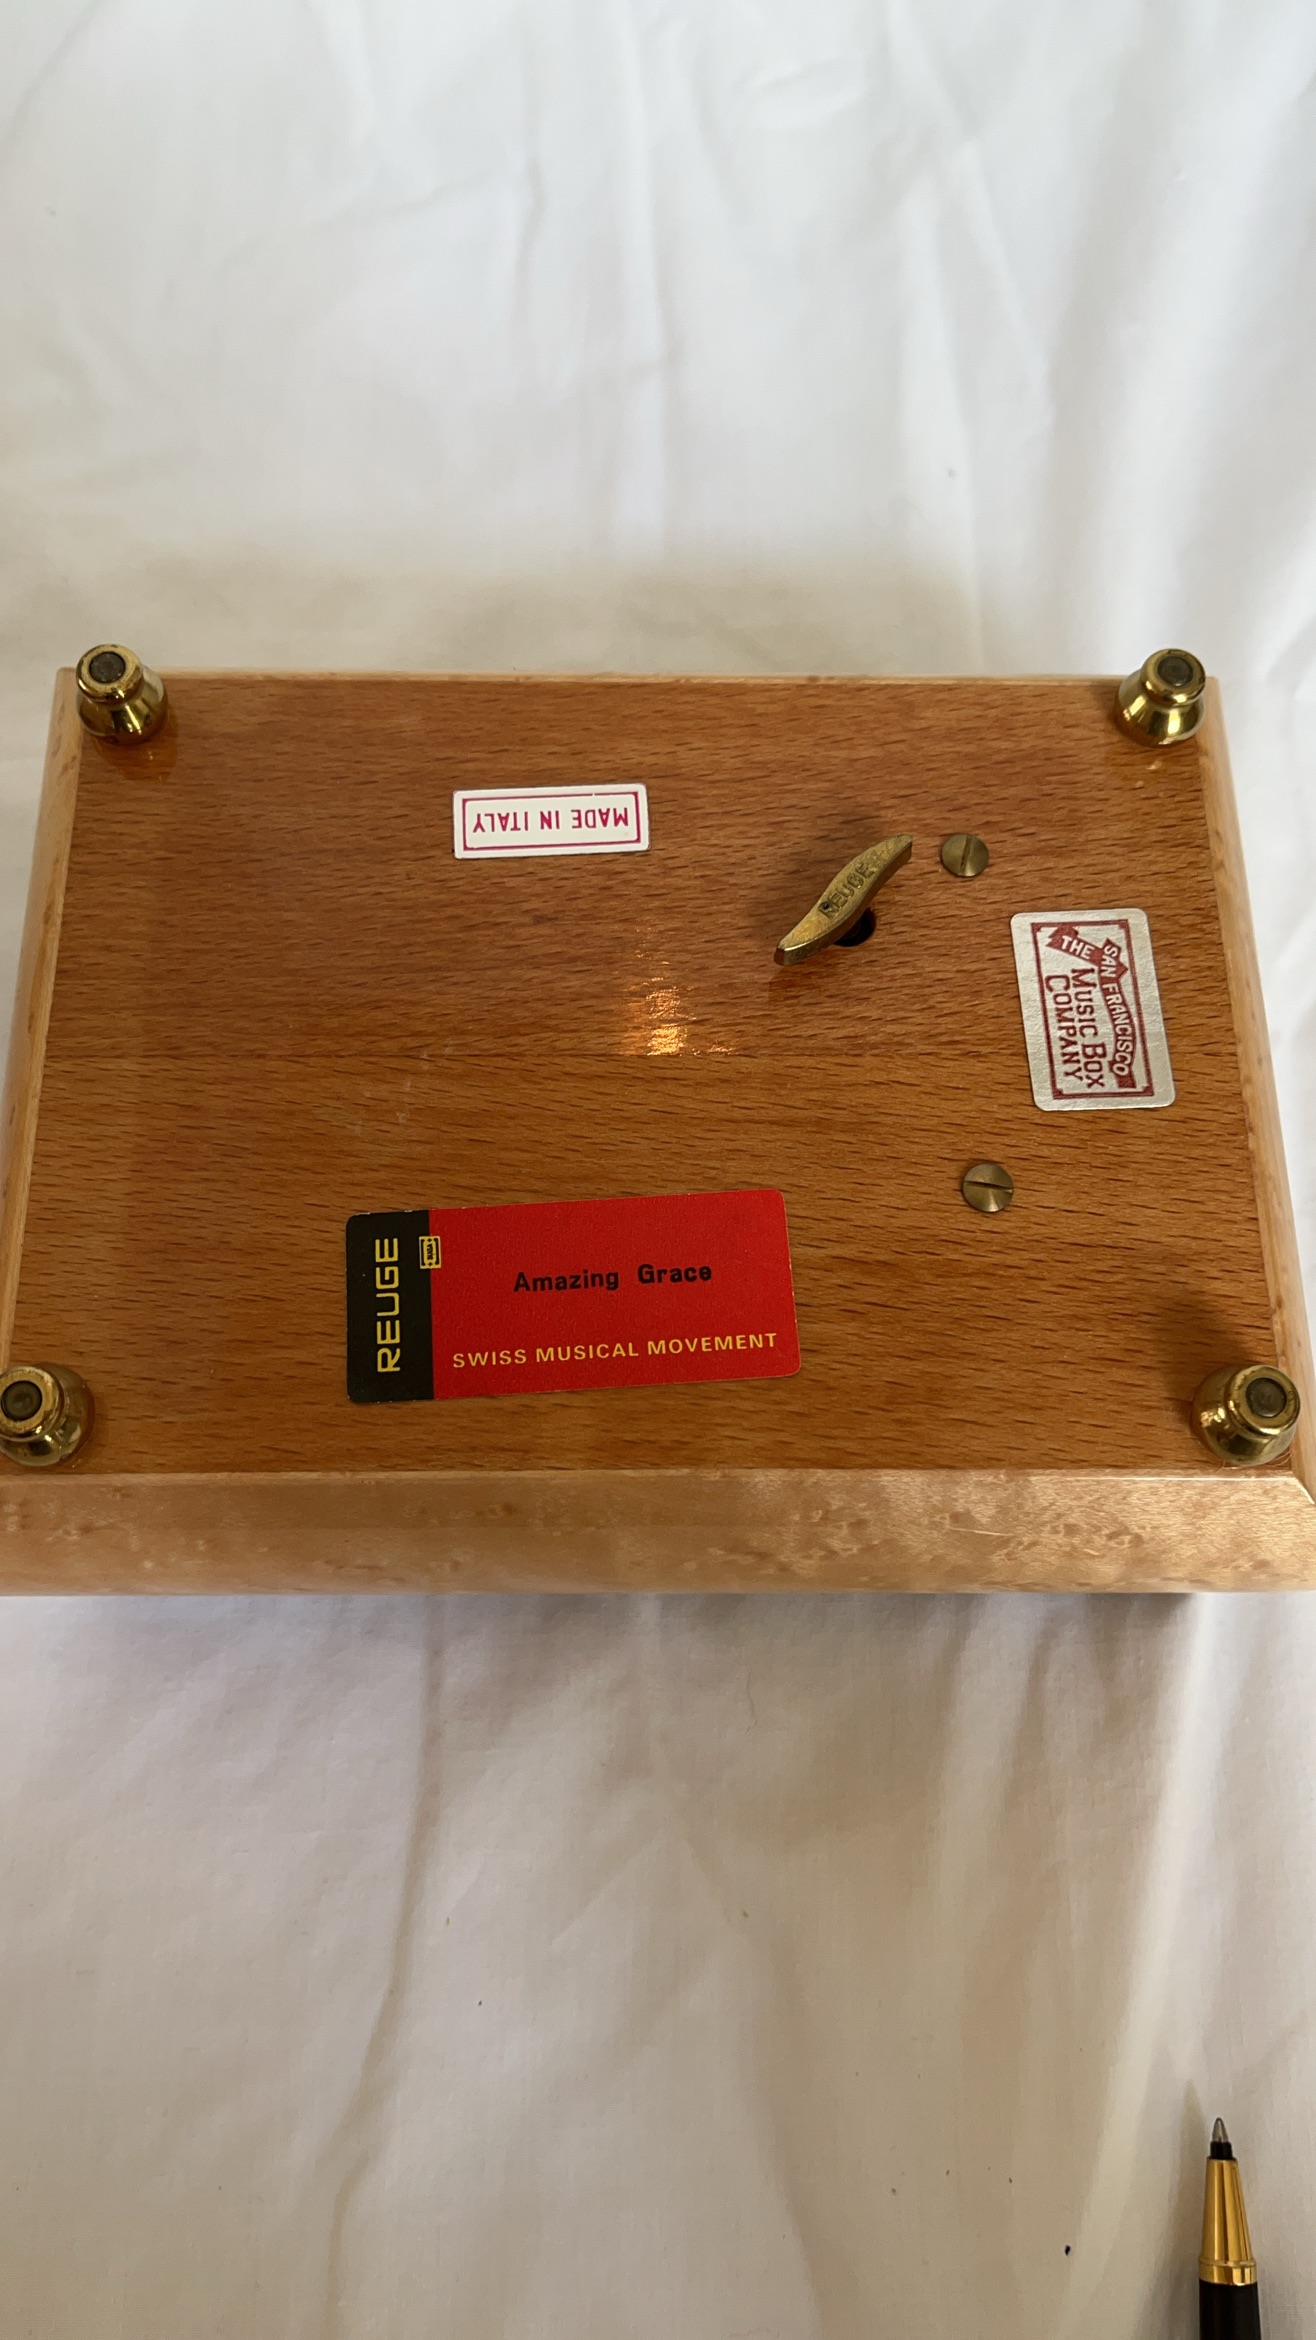 MADE IN ITALY
REUGE
THE
SAN FRANCISCO
MUSIC BOX
COMPANY
REUGE
Amazing Grace
SWISS MUSICAL MOVEMENT